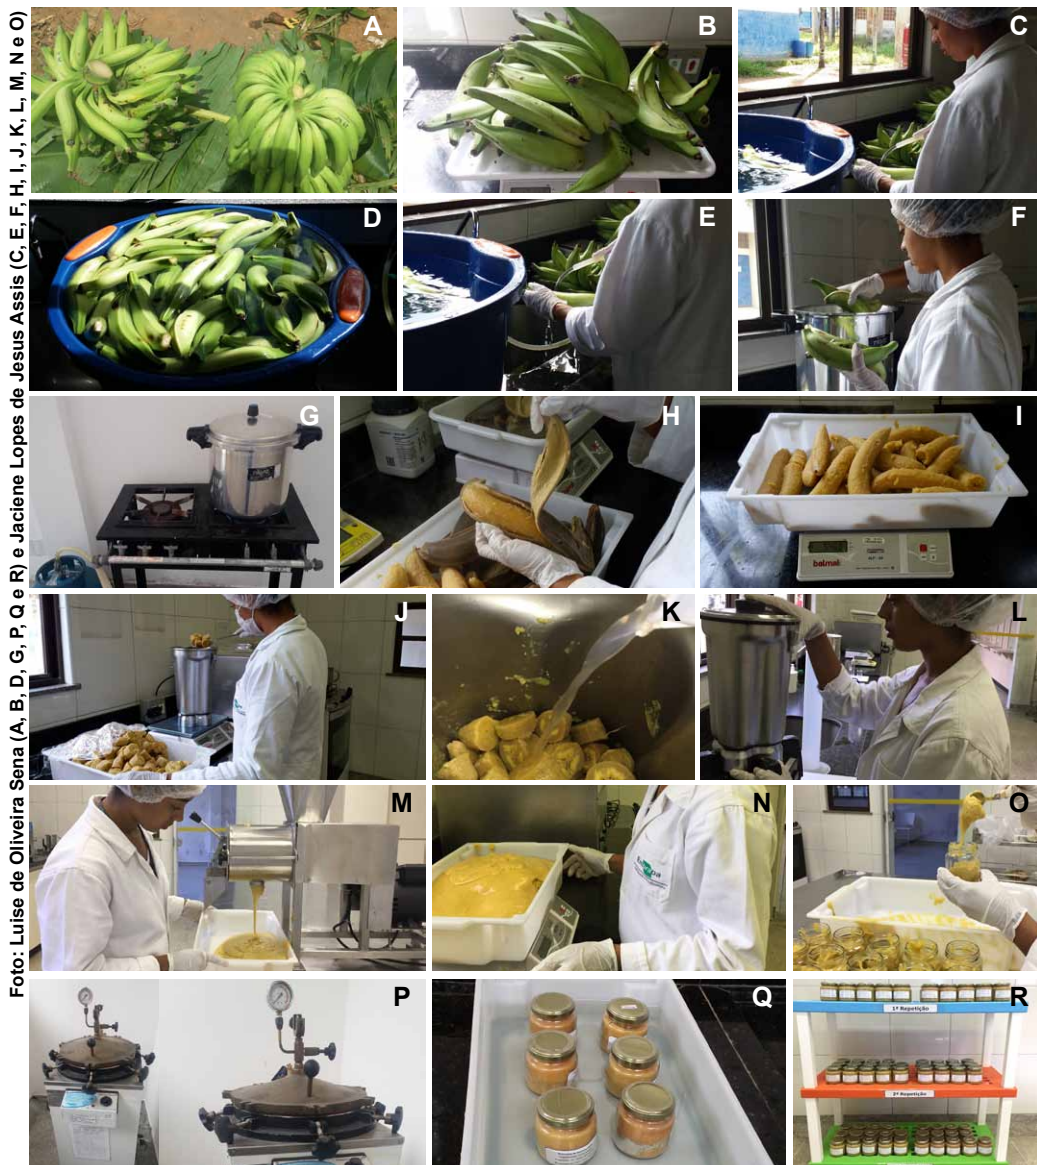 Foto: Luise de Oliveira Sena (A, B, D, G, P, Q e R) e Jaciene Lopes de Jesus Assis (C, E, F, H, I, J, K, L, M, N e O)
A
B
C
D
E
F
G
H
I
balmak
J
K
L
M
N
O
P
Q
R
1ª Repetição
2ª Repetição